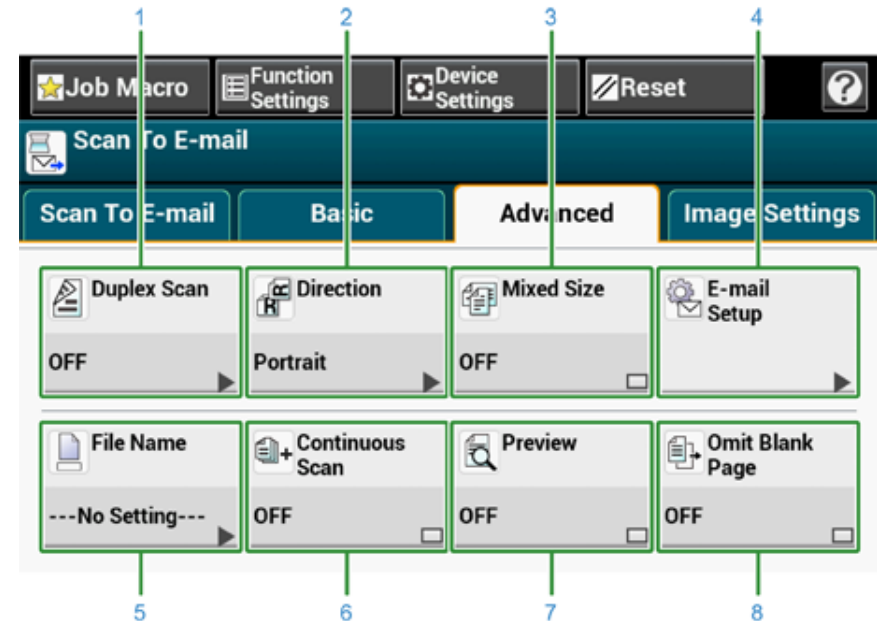 1 2 3 4
Job Macro Function Settings Device Settings Reset ?
Scan To E-mail
Scan To E-mail Basic Advanced Image Settings
Duplex Scan
OFF
Direction
Portrait
Mixed Size
OFF
E-mail
Setup
File Name
---No Setting---
Continuous
Scan
OFF
Preview
OFF
Omit Blank
Page
OFF
5 6 7 8